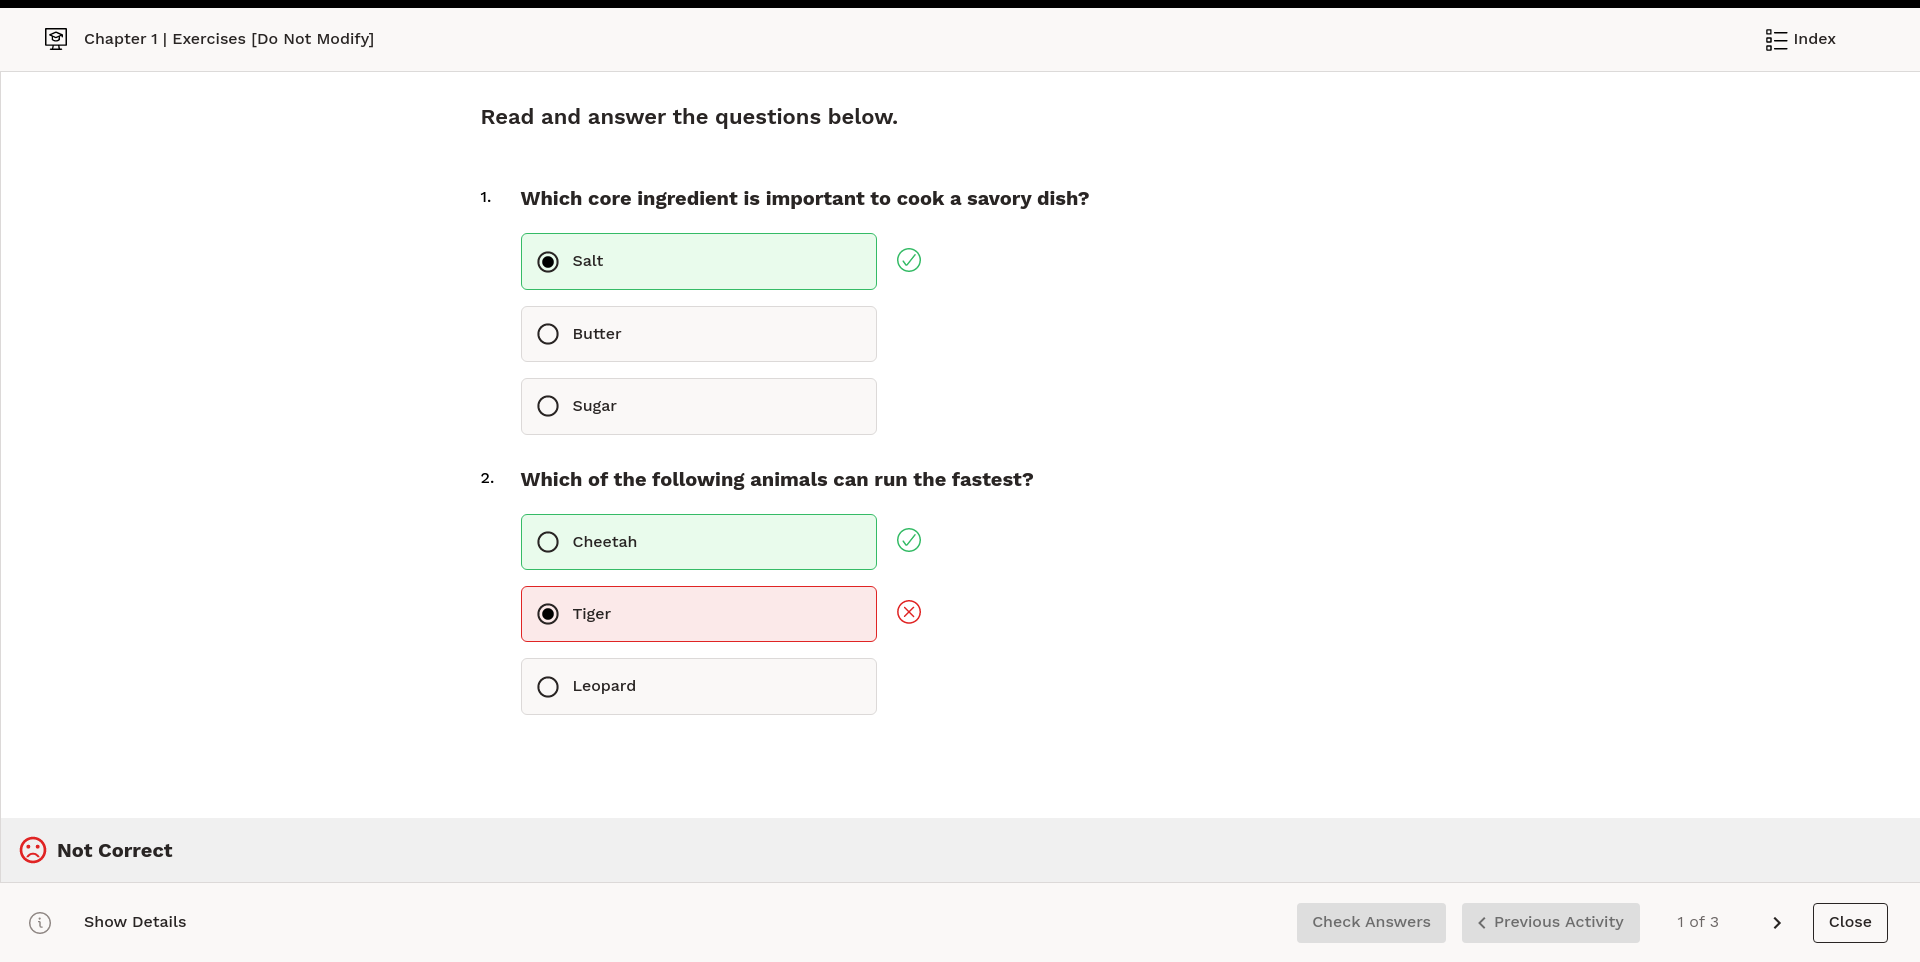 Chapter 1 | Exercises [Do Not Modify]
Index
Read and answer the questions below.
1. Which core ingredient is important to cook a savory dish?
Salt
Butter
Sugar
2. Which of the following animals can run the fastest?
Cheetah
Tiger
Leopard
Not Correct
Show Details
Check Answers
Previous Activity
1 of 3
Close